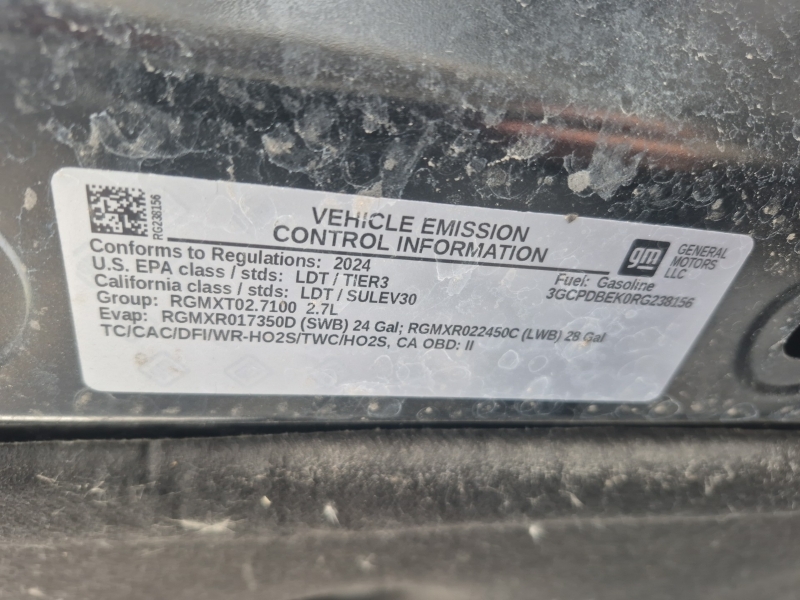 RG238156
VEHICLE EMISSION
CONTROL INFORMATION
gm
GENERAL
MOTORS
LLC
Conforms to Regulations: 2024
U.S. EPA class / stds: LDT / TIER3
California class / stds: LDT / SULEV30
Group: RGMXT02.7100 2.7L
Evap: RGMXR017350D (SWB) 24 Gal; RGMXR022450C (LWB) 28 Gal
TC/CAC/DFI/WR-HO2S/TWC/HO2S, CA OBD: II
Fuel: Gasoline
3GCPDBEK0RG238156